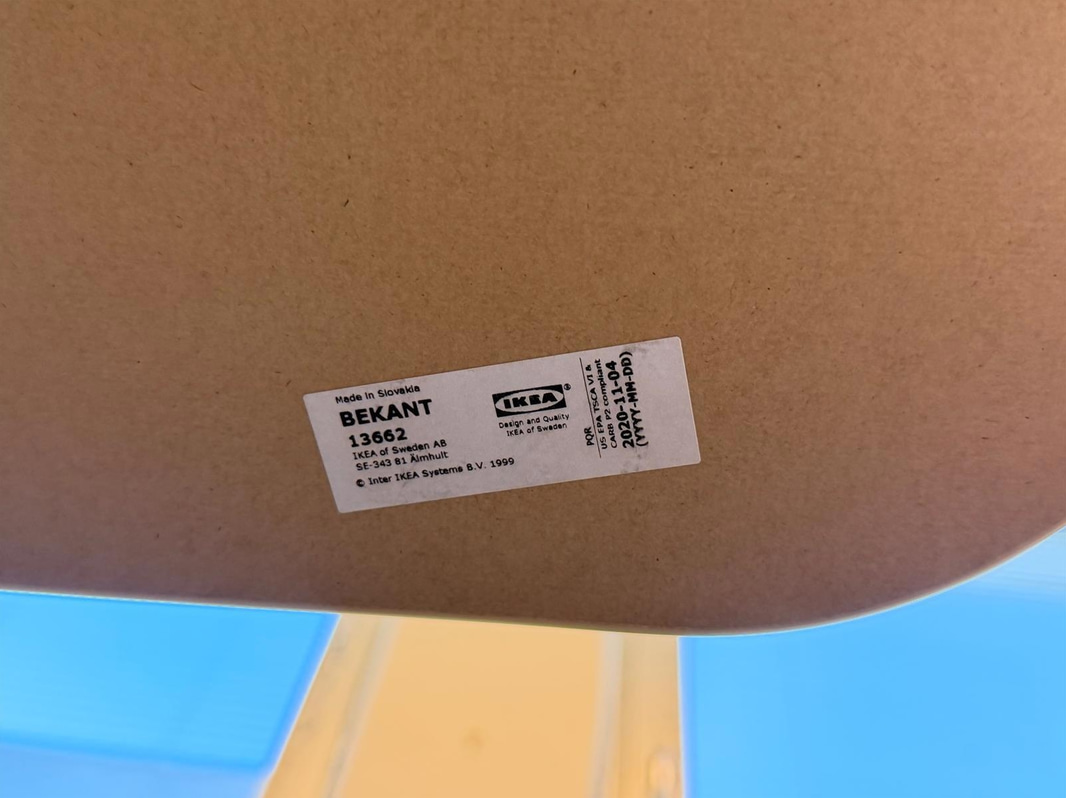 Made in Slovakia
BEKANT
13662
IKEA of Sweden AB
SE-343 81 Älmhult
© Inter IKEA Systems B.V. 1999
IKEA®
Design and Quality
IKEA of Sweden
PQR
US EPA TSCA VI &
CARB P2 compliant
2020-11-04
(YYYY-MM-DD)